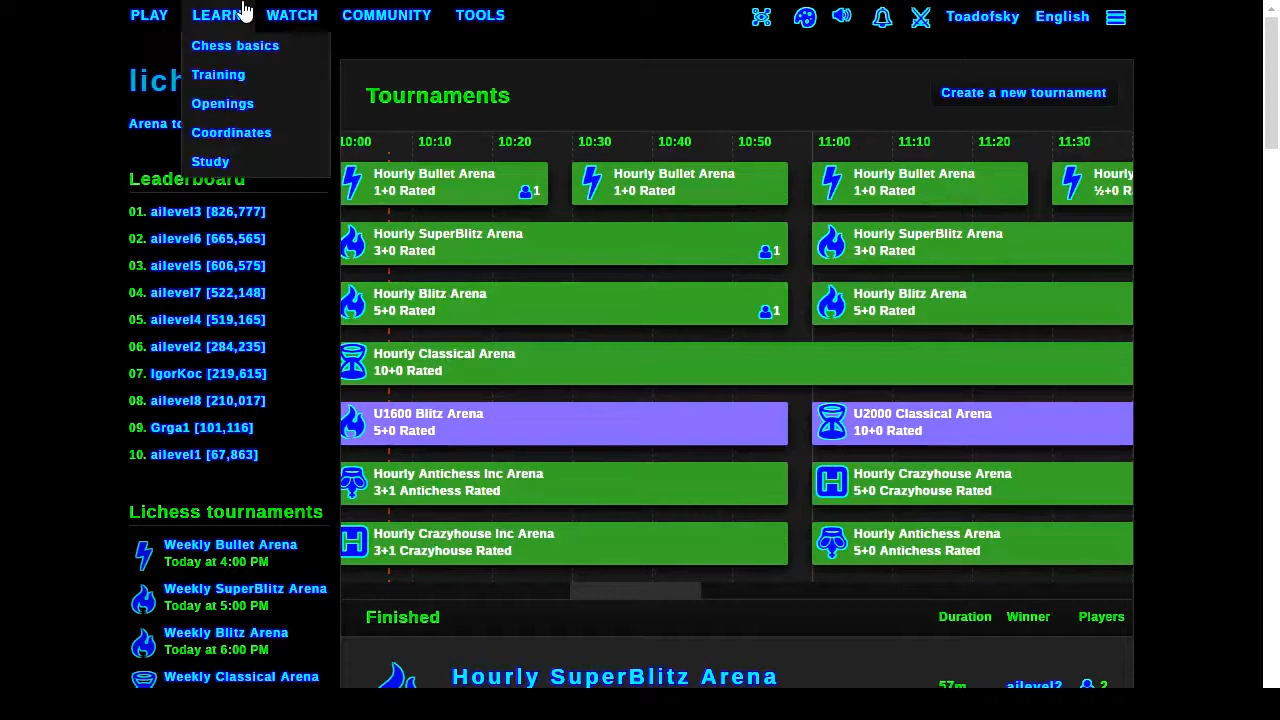 PLAY LEARN WATCH COMMUNITY TOOLS Toadofsky English
Chess basics
Training
Openings
Coordinates
Study
lich
Arena to
Leaderboard
01. ailevel3 [826,777]
02. ailevel6 [665,565]
03. ailevel5 [606,575]
04. ailevel7 [522,148]
05. ailevel4 [519,165]
06. ailevel2 [284,235]
07. IgorKoc [219,615]
08. ailevel8 [210,017]
09. Grga1 [101,116]
10. ailevel1 [67,863]
Lichess tournaments
Weekly Bullet Arena
Today at 4:00 PM
Weekly SuperBlitz Arena
Today at 5:00 PM
Weekly Blitz Arena
Today at 6:00 PM
Weekly Classical Arena
Tournaments
Create a new tournament
10:00 10:10 10:20 10:30 10:40 10:50 11:00 11:10 11:20 11:30
Hourly Bullet Arena
1+0 Rated 1
Hourly Bullet Arena
1+0 Rated
Hourly Bullet Arena
1+0 Rated
Hourly
½+0 R
Hourly SuperBlitz Arena
3+0 Rated 1
Hourly SuperBlitz Arena
3+0 Rated
Hourly Blitz Arena
5+0 Rated 1
Hourly Blitz Arena
5+0 Rated
Hourly Classical Arena
10+0 Rated
U1600 Blitz Arena
5+0 Rated
U2000 Classical Arena
10+0 Rated
Hourly Antichess Inc Arena
3+1 Antichess Rated
Hourly Crazyhouse Arena
5+0 Crazyhouse Rated
Hourly Crazyhouse Inc Arena
3+1 Crazyhouse Rated
Hourly Antichess Arena
5+0 Antichess Rated
Finished Duration Winner Players
Hourly SuperBlitz Arena
57m ailevel2 2